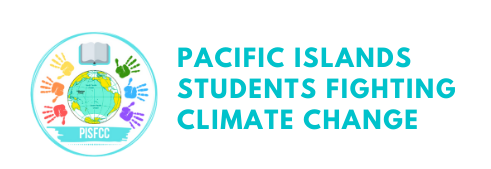 PACIFIC ISLANDS
STUDENTS FIGHTING
CLIMATE CHANGE
PISFCC